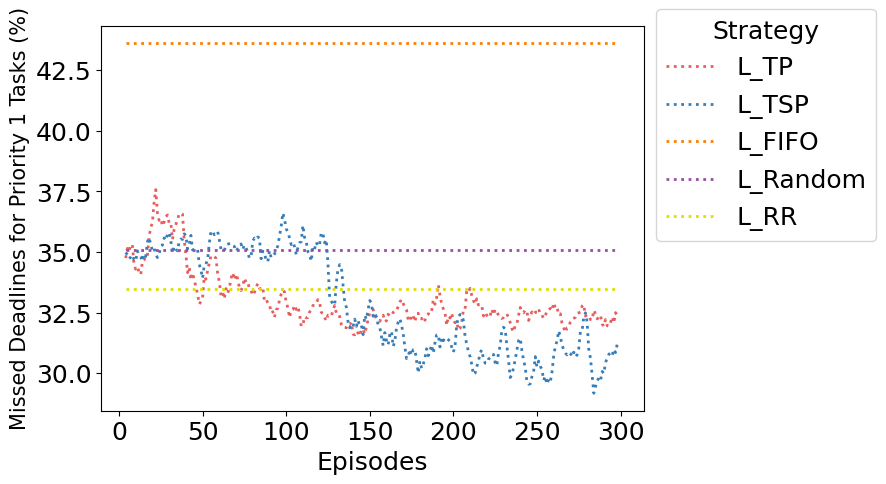 Missed Deadlines for Priority 1 Tasks (%)
42.5
40.0
37.5
35.0
32.5
30.0
0 50 100 150 200 250 300
Episodes
Strategy
L_TP
L_TSP
L_FIFO
L_Random
L_RR